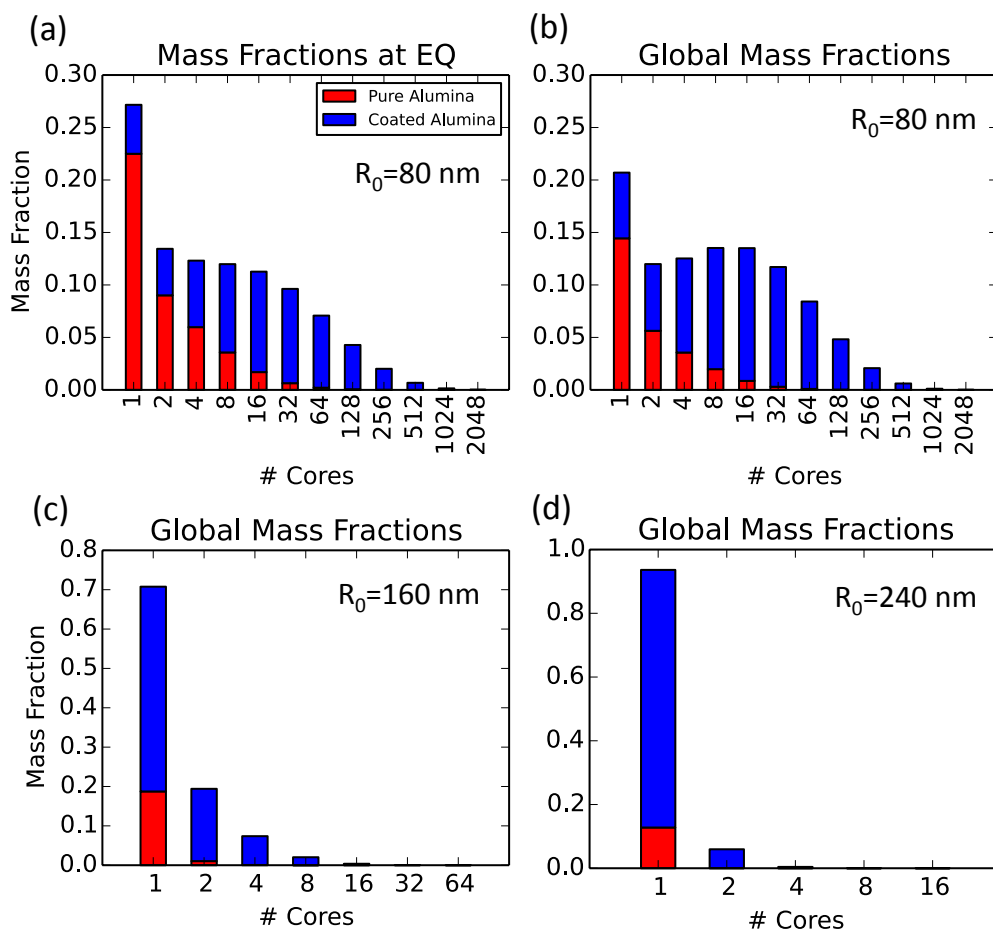 (a)
Mass Fractions at EQ
0.30
0.25
0.20
0.15
0.10
0.05
0.00
Mass Fraction
Pure Alumina
Coated Alumina
R0=80 nm
1 2 4 8 16 32 64 128 256 512 1024 2048
# Cores
(b)
Global Mass Fractions
0.30
0.25
0.20
0.15
0.10
0.05
0.00
R0=80 nm
1 2 4 8 16 32 64 128 256 512 1024 2048
# Cores
(c)
Global Mass Fractions
0.8
0.7
0.6
0.5
0.4
0.3
0.2
0.1
0.0
Mass Fraction
R0=160 nm
1 2 4 8 16 32 64
# Cores
(d)
Global Mass Fractions
1.0
0.8
0.6
0.4
0.2
0.0
R0=240 nm
1 2 4 8 16
# Cores